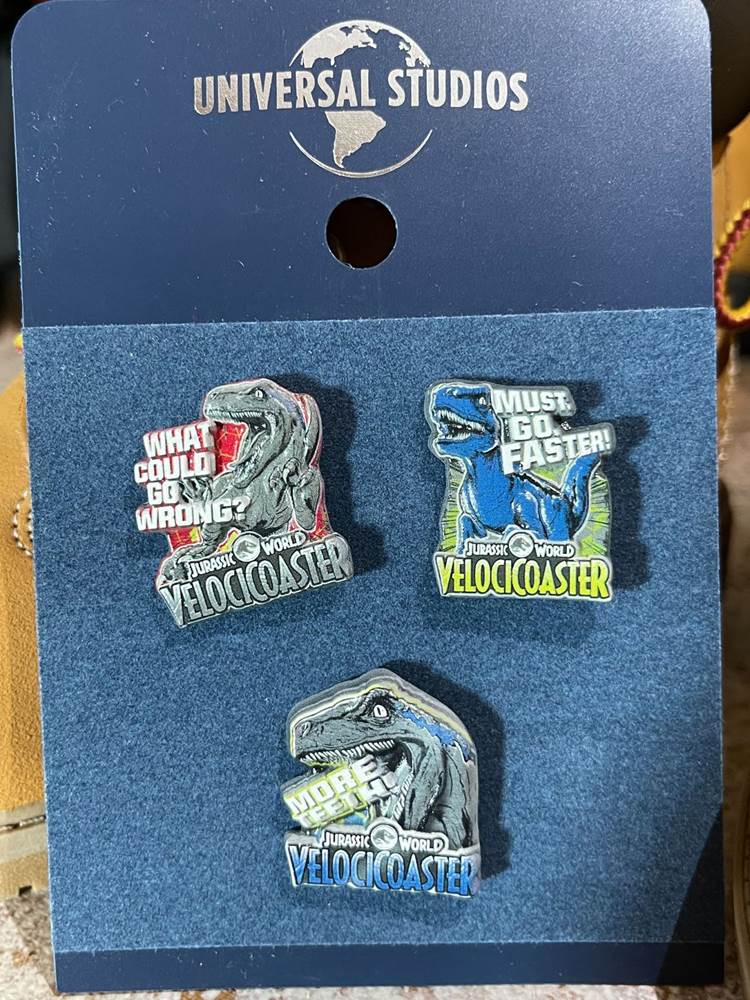 UNIVERSAL STUDIOS
WHAT
COULD
GO
WRONG?
JURASSIC WORLD
VELOCICOASTER
MUST
GO
FASTER!
JURASSIC WORLD
VELOCICOASTER
MORE
TEETH!
JURASSIC WORLD
VELOCICOASTER